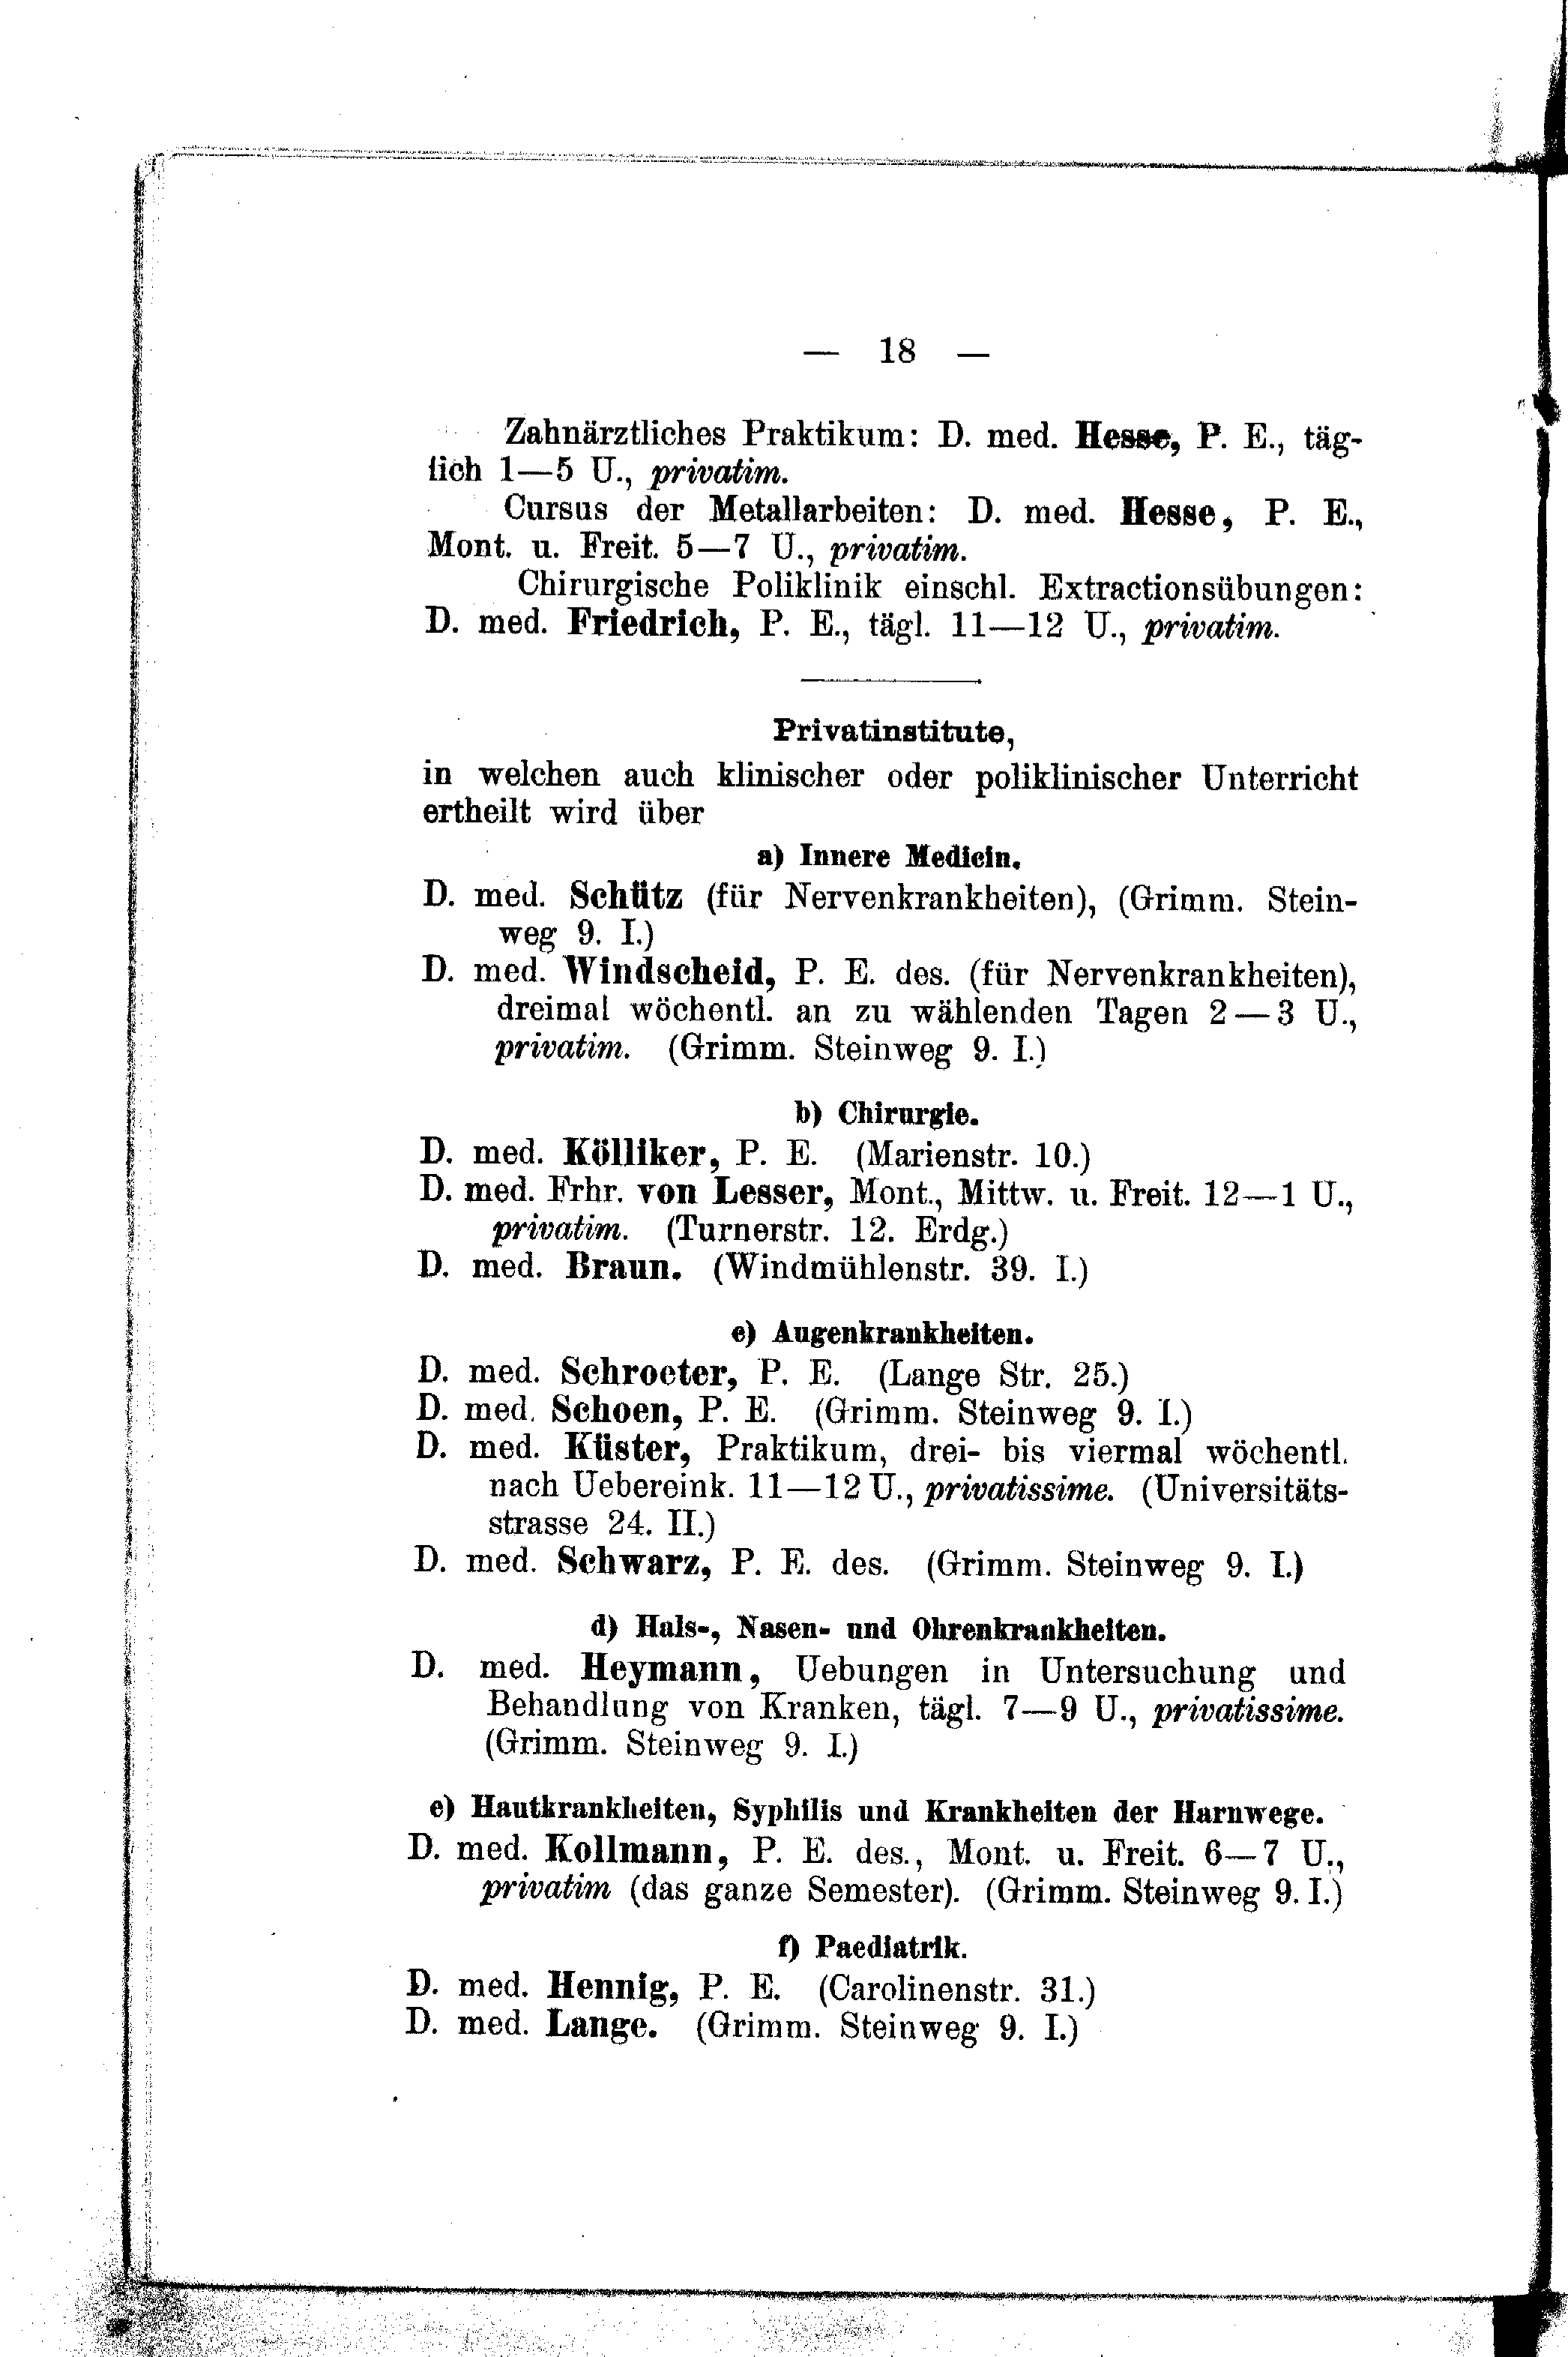 — 18 —
Zahnärztliches Praktikum: D. med. Hesse, P. E., täg-
lich 1—5 U., privatim.
Cursus der Metallarbeiten: D. med. Hesse, P. E.,
Mont. u. Freit. 5—7 U., privatim.
Chirurgische Poliklinik einschl. Extractionsübungen:
D. med. Friedrich, P. E., tägl. 11—12 U., privatim.
Privatinstitute,
in welchen auch klinischer oder poliklinischer Unterricht
ertheilt wird über
a) Innere Medicin.
D. med. Schütz (für Nervenkrankheiten), (Grimm. Stein-
weg 9. I.)
D. med. Windscheid, P. E. des. (für Nervenkrankheiten),
dreimal wöchentl. an zu wählenden Tagen 2—3 U.,
privatim. (Grimm. Steinweg 9. I.)
b) Chirurgie.
D. med. Kölliker, P. E. (Marienstr. 10.)
D. med. Frhr. von Lesser, Mont., Mittw. u. Freit. 12—1 U.,
privatim. (Turnerstr. 12. Erdg.)
D. med. Braun. (Windmühlenstr. 39. I.)
c) Augenkrankheiten.
D. med. Schroeter, P. E. (Lange Str. 25.)
D. med. Schoen, P. E. (Grimm. Steinweg 9. I.)
D. med. Küster, Praktikum, drei- bis viermal wöchentl.
nach Uebereink. 11—12 U., privatissime. (Universitäts-
strasse 24. II.)
D. med. Schwarz, P. E. des. (Grimm. Steinweg 9. I.)
d) Hals-, Nasen- und Ohrenkrankheiten.
D. med. Heymann, Uebungen in Untersuchung und
Behandlung von Kranken, tägl. 7—9 U., privatissime.
(Grimm. Steinweg 9. I.)
e) Hautkrankheiten, Syphilis und Krankheiten der Harnwege.
D. med. Kollmann, P. E. des., Mont. u. Freit. 6—7 U.,
privatim (das ganze Semester). (Grimm. Steinweg 9. I.)
f) Paediatrik.
D. med. Hennig, P. E. (Carolinenstr. 31.)
D. med. Lange. (Grimm. Steinweg 9. I.)